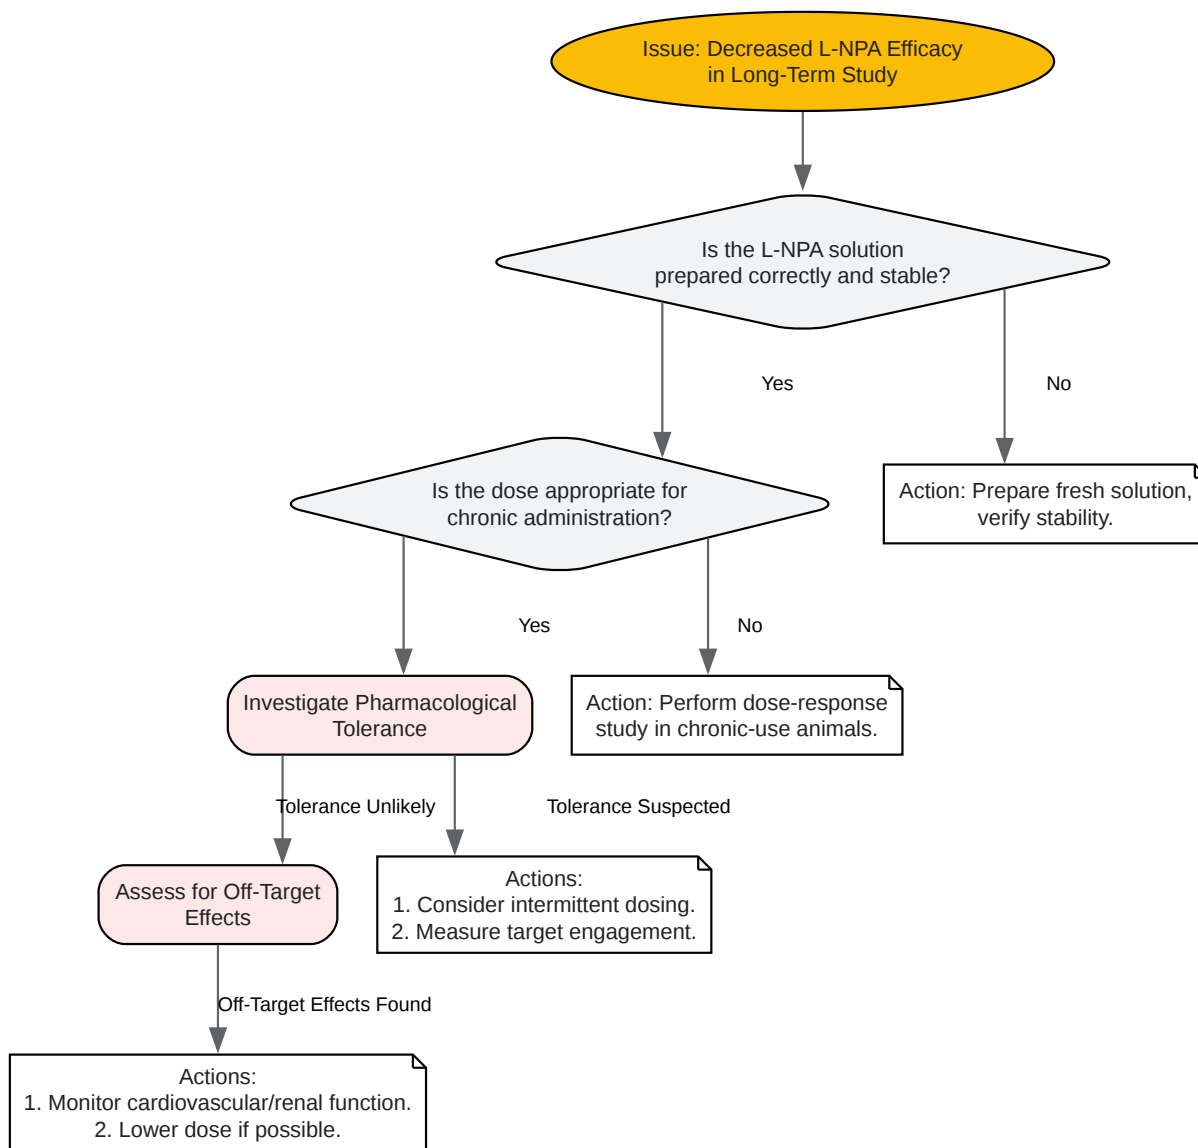 Issue: Decreased L-NPA Efficacy
in Long-Term Study
Is the L-NPA solution
prepared correctly and stable?
Yes
No
Is the dose appropriate for
chronic administration?
Action: Prepare fresh solution,
verify stability.
Yes
No
Investigate Pharmacological
Tolerance
Action: Perform dose-response
study in chronic-use animals.
Tolerance Unlikely
Tolerance Suspected
Assess for Off-Target
Effects
Actions:
1. Consider intermittent dosing.
2. Measure target engagement.
Off-Target Effects Found
Actions:
1. Monitor cardiovascular/renal function.
2. Lower dose if possible.